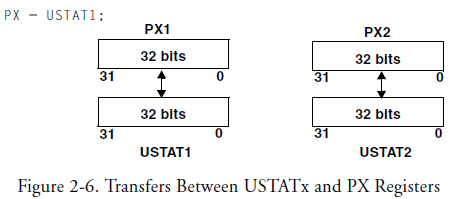 PX — USTAT1;
PX1 PX2
32 bits 32 bits
31 0 31 0
32 bits 32 bits
31 0 31 0
USTAT1 USTAT2
Figure 2-6. Transfers Between USTATx and PX Registers